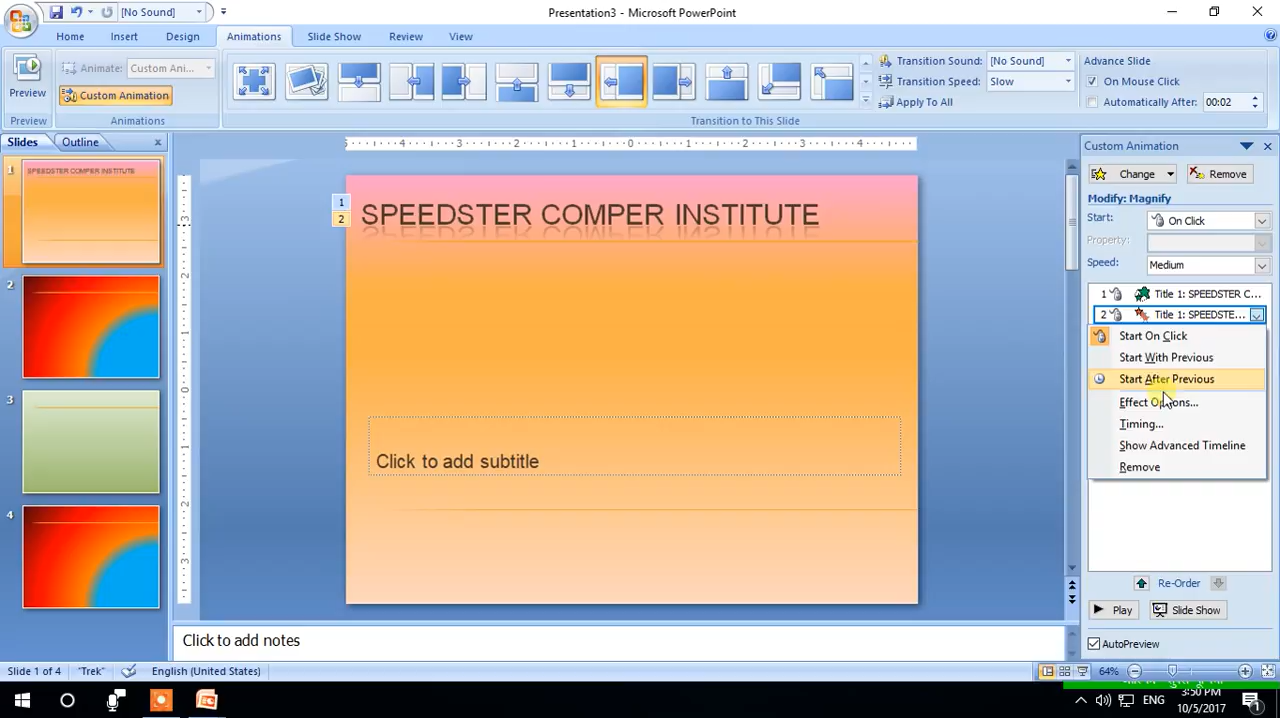 [No Sound]
Presentation3 - Microsoft PowerPoint
Home Insert Design Animations Slide Show Review View
Preview
Animate: Custom Ani...
Custom Animation
Preview
Animations
Transition Sound: [No Sound]
Transition Speed: Slow
Apply To All
Transition to This Slide
Advance Slide
On Mouse Click
Automatically After: 00:02
Slides Outline
1
SPEEDSTER COMPER INSTITUTE
2
3
4
1
2
SPEEDSTER COMPER INSTITUTE
Click to add subtitle
Click to add notes
Custom Animation
Change Remove
Modify: Magnify
Start: On Click
Property:
Speed: Medium
1 Title 1: SPEEDSTER C...
2 Title 1: SPEEDSTE...
Start On Click
Start With Previous
Start After Previous
Effect Options...
Timing...
Show Advanced Timeline
Remove
Re-Order
Play Slide Show
AutoPreview
Slide 1 of 4 "Trek" English (United States) 64%
ENG
3:50 PM
10/5/2017
1